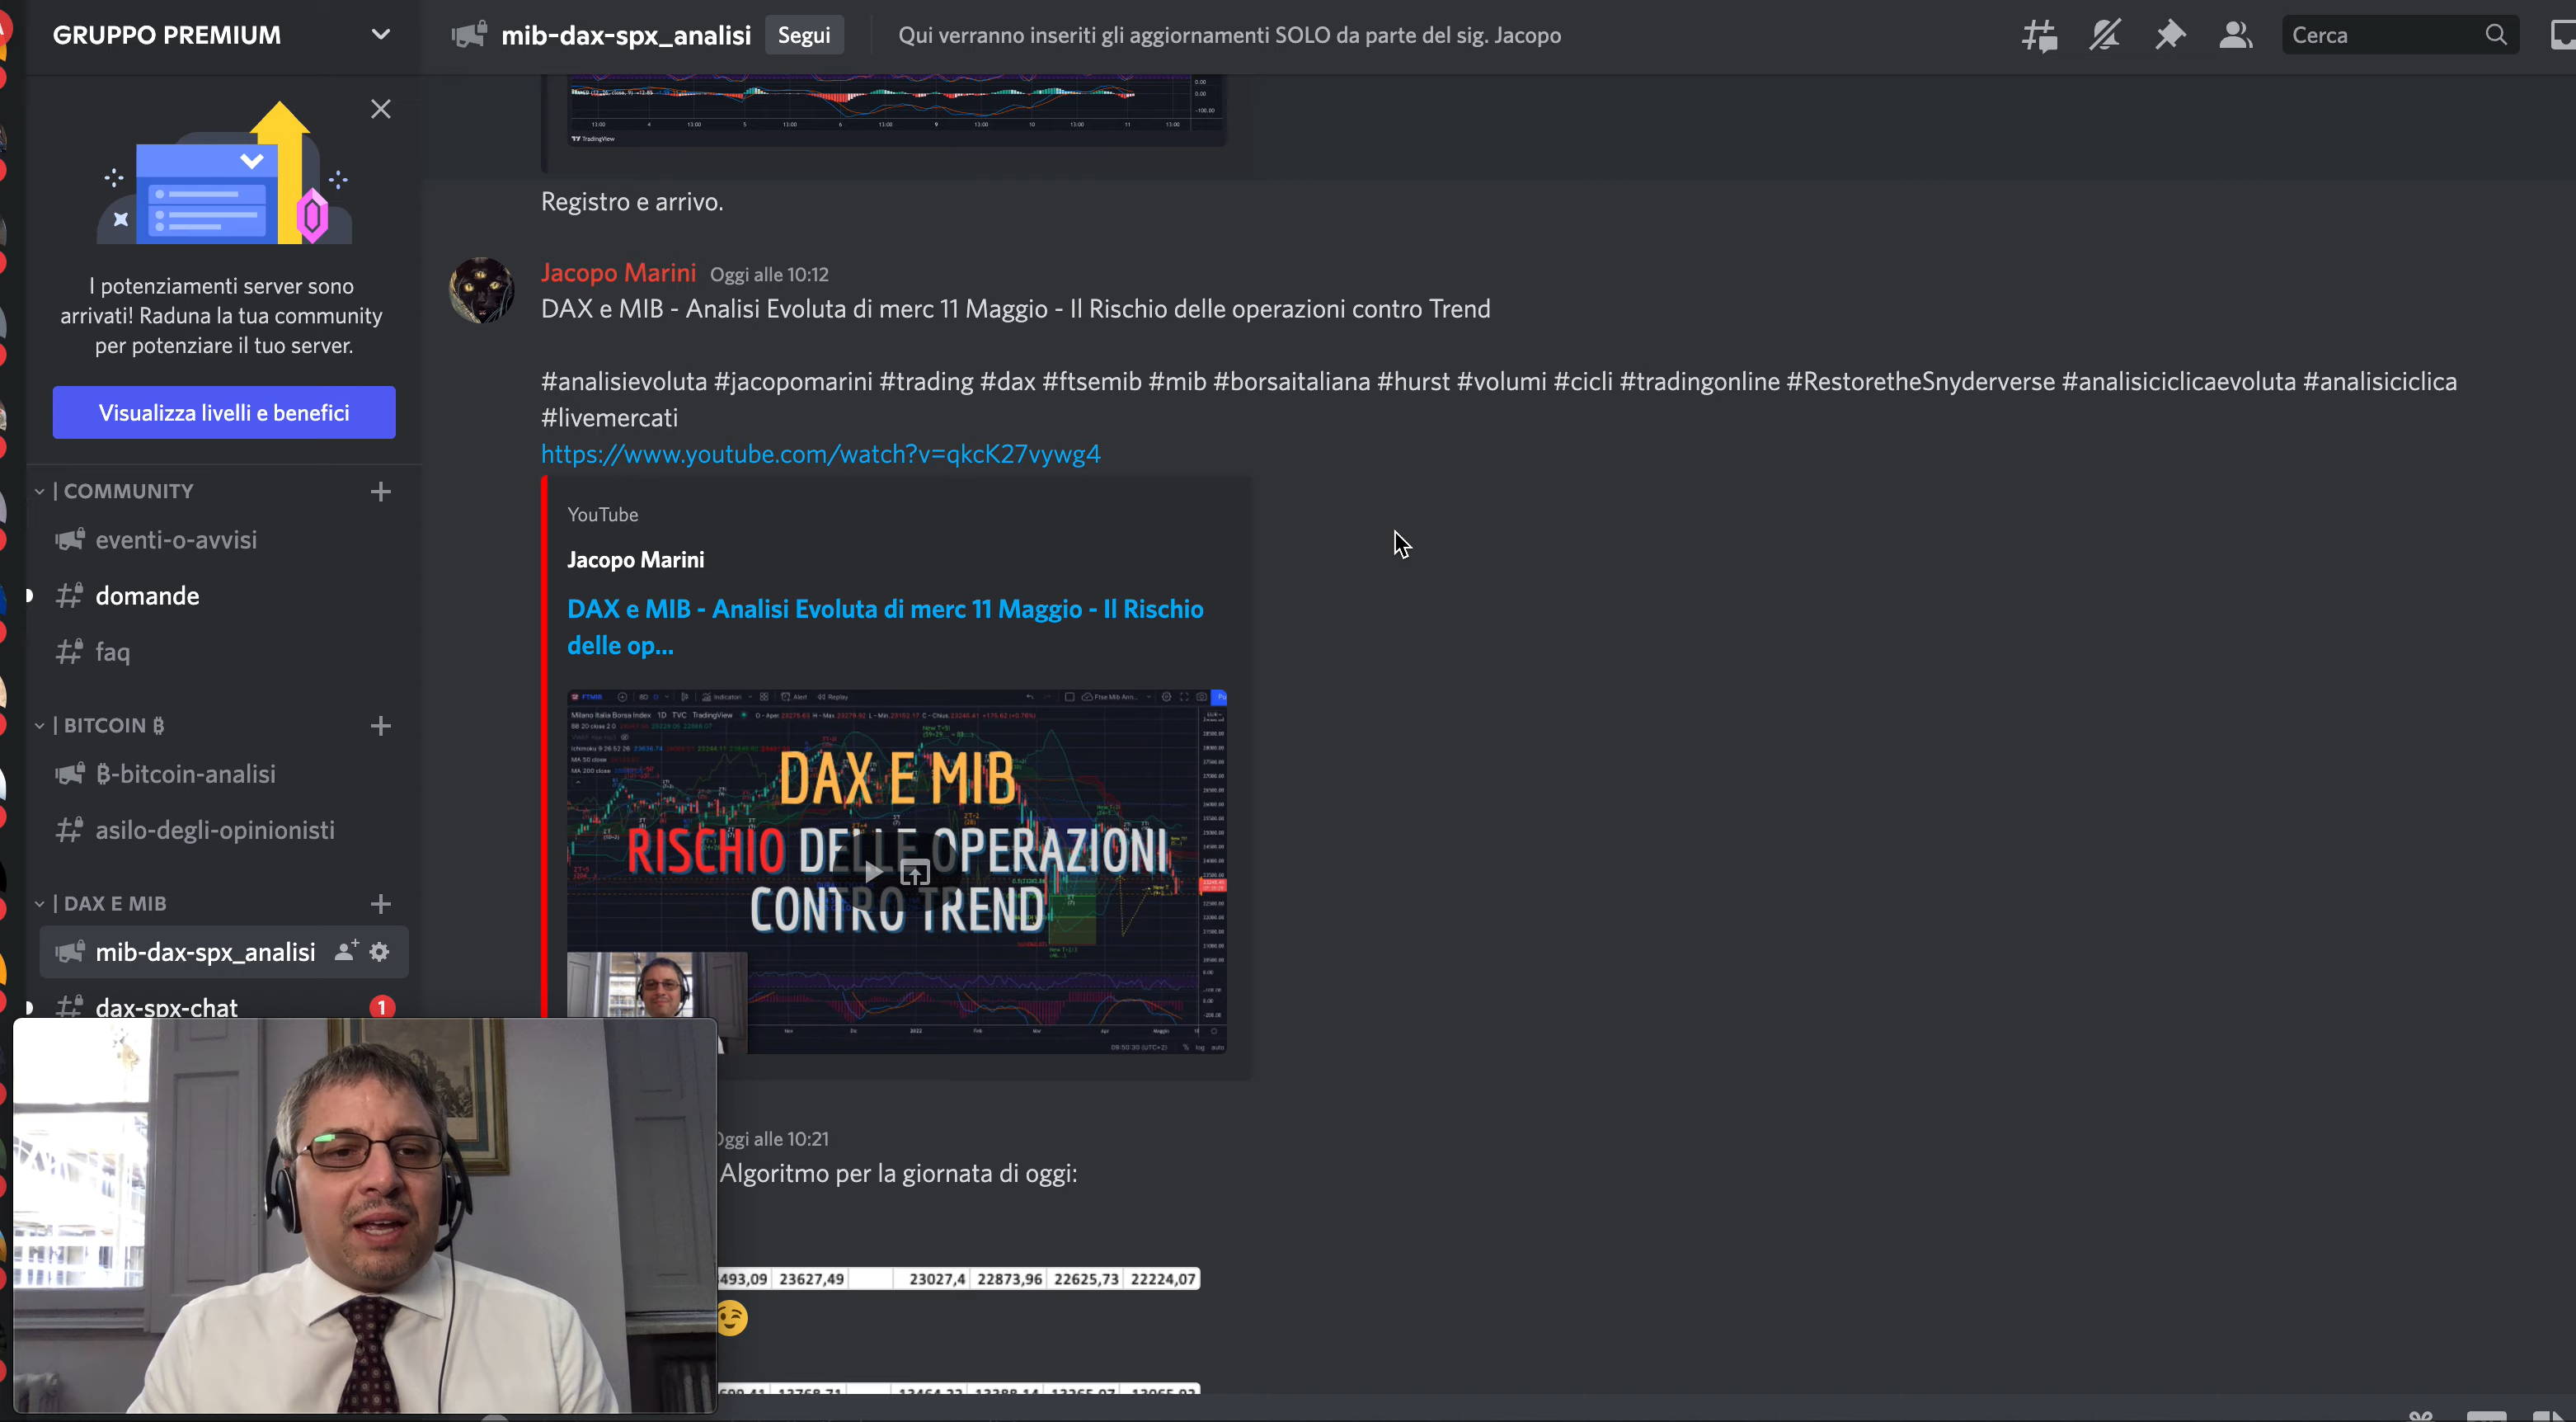 GRUPPO PREMIUM
mib-dax-spx_analisi
Segui
Qui verranno inseriti gli aggiornamenti SOLO da parte del sig. Jacopo
Cerca
I potenziamenti server sono
arrivati! Raduna la tua community
per potenziare il tuo server.
Visualizza livelli e benefici
| COMMUNITY
eventi-o-avvisi
domande
faq
| BITCOIN ₿
₿-bitcoin-analisi
asilo-degli-opinionisti
| DAX E MIB
mib-dax-spx_analisi
dax-spx-chat
1
TradingView
Registro e arrivo.
Jacopo Marini Oggi alle 10:12
DAX e MIB - Analisi Evoluta di merc 11 Maggio - Il Rischio delle operazioni contro Trend
#analisievoluta #jacopomarini #trading #dax #ftsemib #mib #borsaitaliana #hurst #volumi #cicli #tradingonline #RestoretheSnyderverse #analisiciclicaevoluta #analisiciclica
#livemercati
https://www.youtube.com/watch?v=qkcK27vywg4
YouTube
Jacopo Marini
DAX e MIB - Analisi Evoluta di merc 11 Maggio - Il Rischio
delle op...
DAX E MIB
RISCHIO DELLE OPERAZIONI
CONTRO TREND
Oggi alle 10:21
Algoritmo per la giornata di oggi:
493,09 23627,49 23027,4 22873,96 22625,73 22224,07